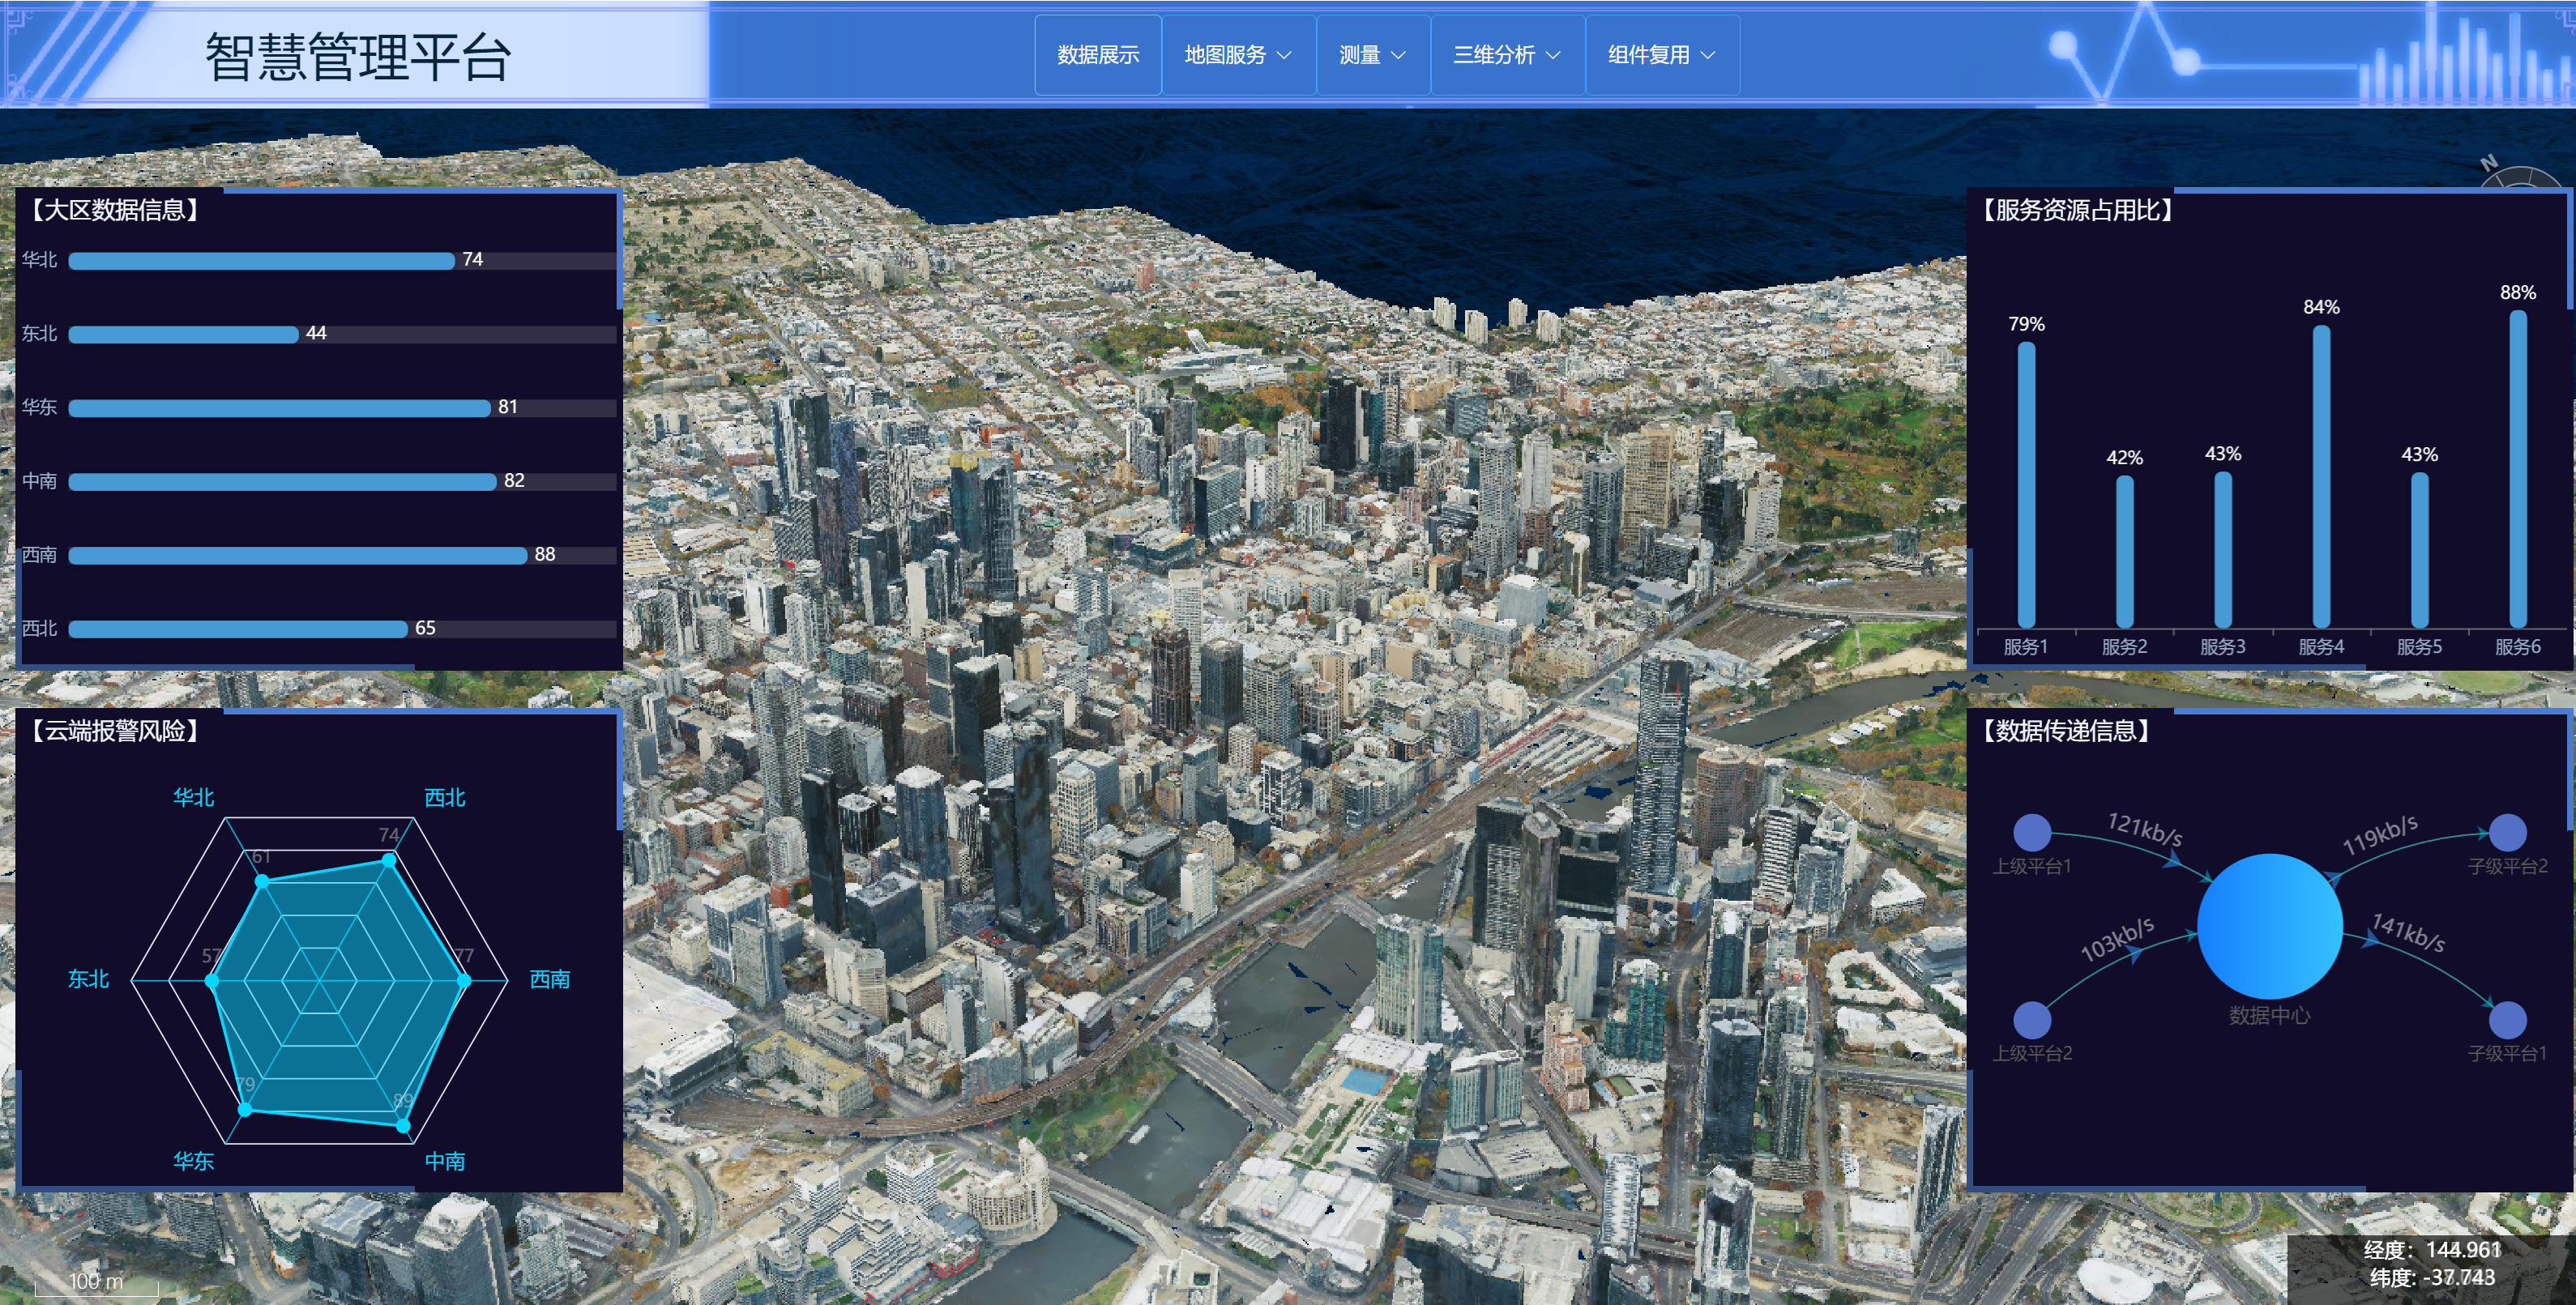 智慧管理平台
数据展示
地图服务
测量
三维分析
组件复用
N
【大区数据信息】
华北 74
东北 44
华东 81
中南 82
西南 88
西北 65
【云端报警风险】
华北
西北
74
61
57
77
东北
西南
79
89
华东
中南
【服务资源占用比】
79%
42%
43%
84%
43%
88%
服务1
服务2
服务3
服务4
服务5
服务6
【数据传递信息】
121kb/s
119kb/s
上级平台1
子级平台2
103kb/s
141kb/s
数据中心
上级平台2
子级平台1
100 m
经度:
纬度: